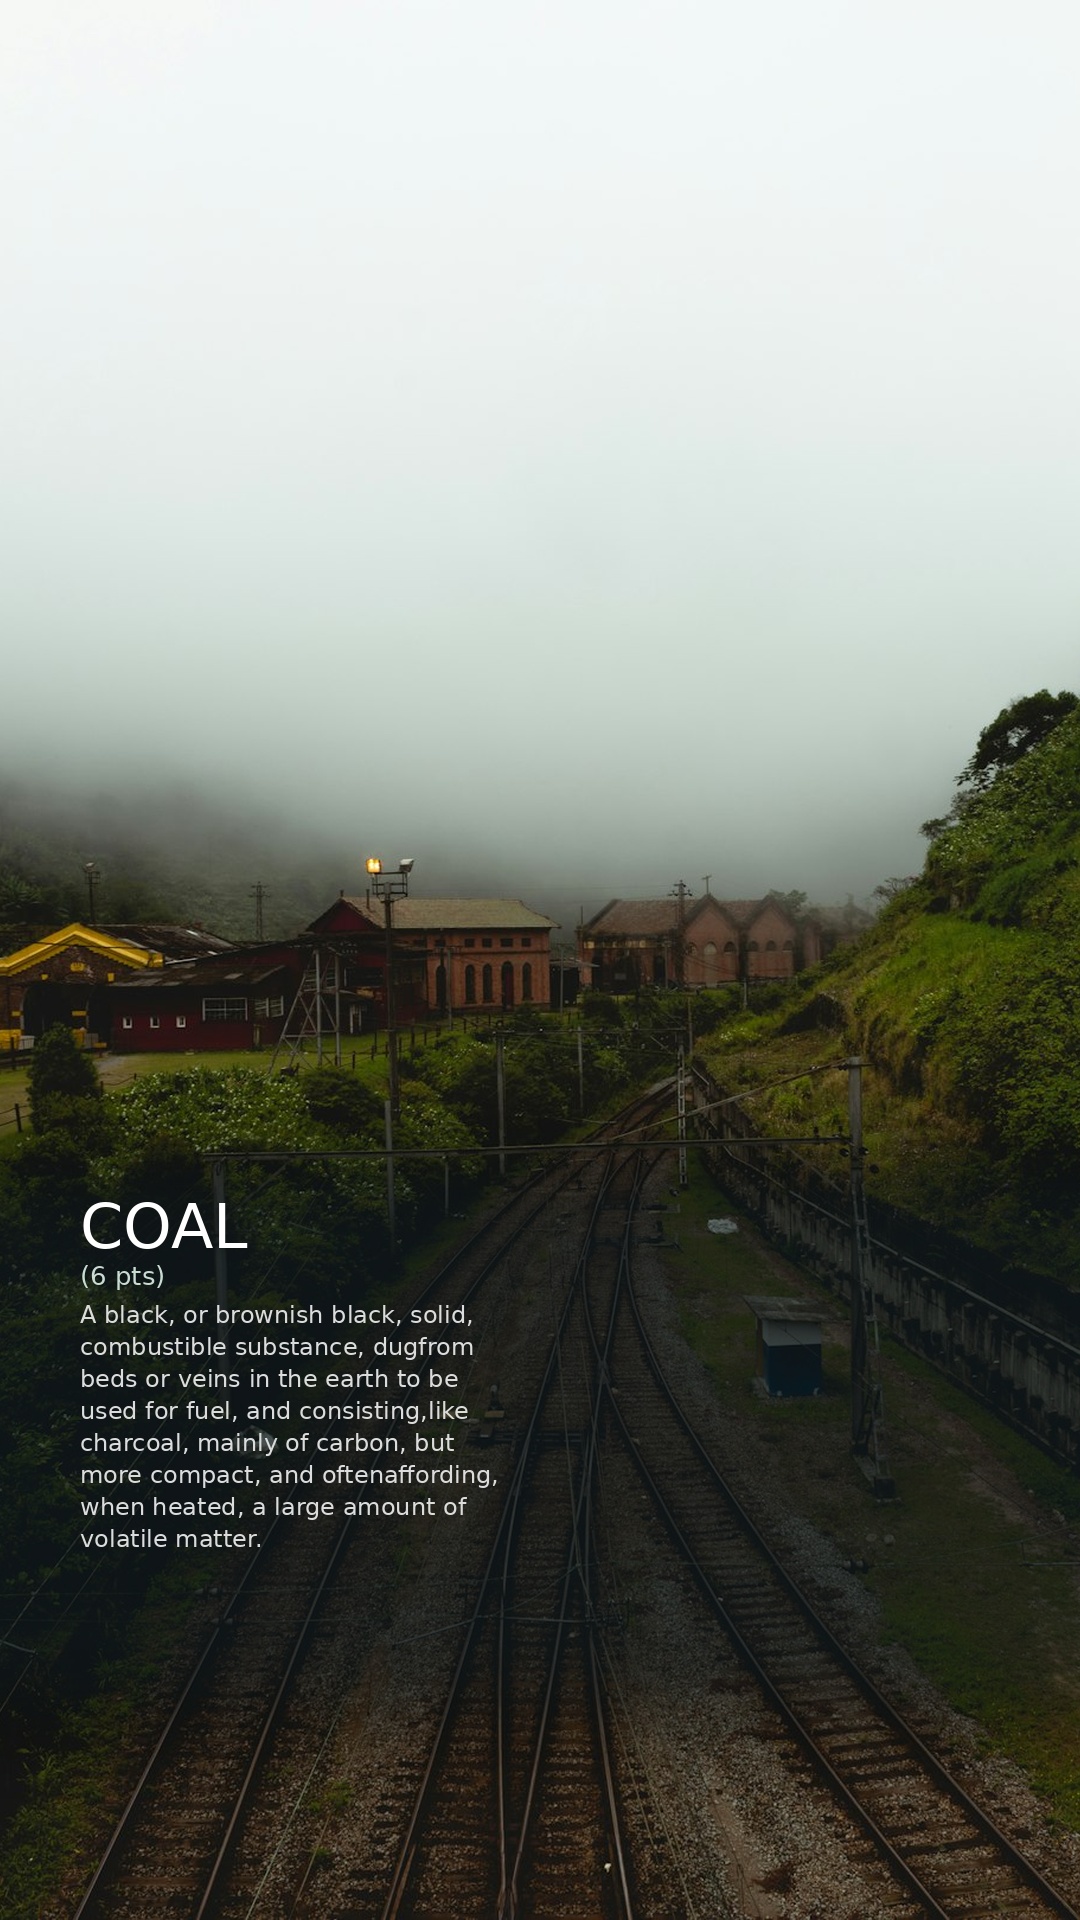 COAL
(6 pts)
A black, or brownish black, solid,
combustible substance, dugfrom
beds or veins in the earth to be
used for fuel, and consisting,like
charcoal, mainly of carbon, but
more compact, and oftenaffording,
when heated, a large amount of
volatile matter.